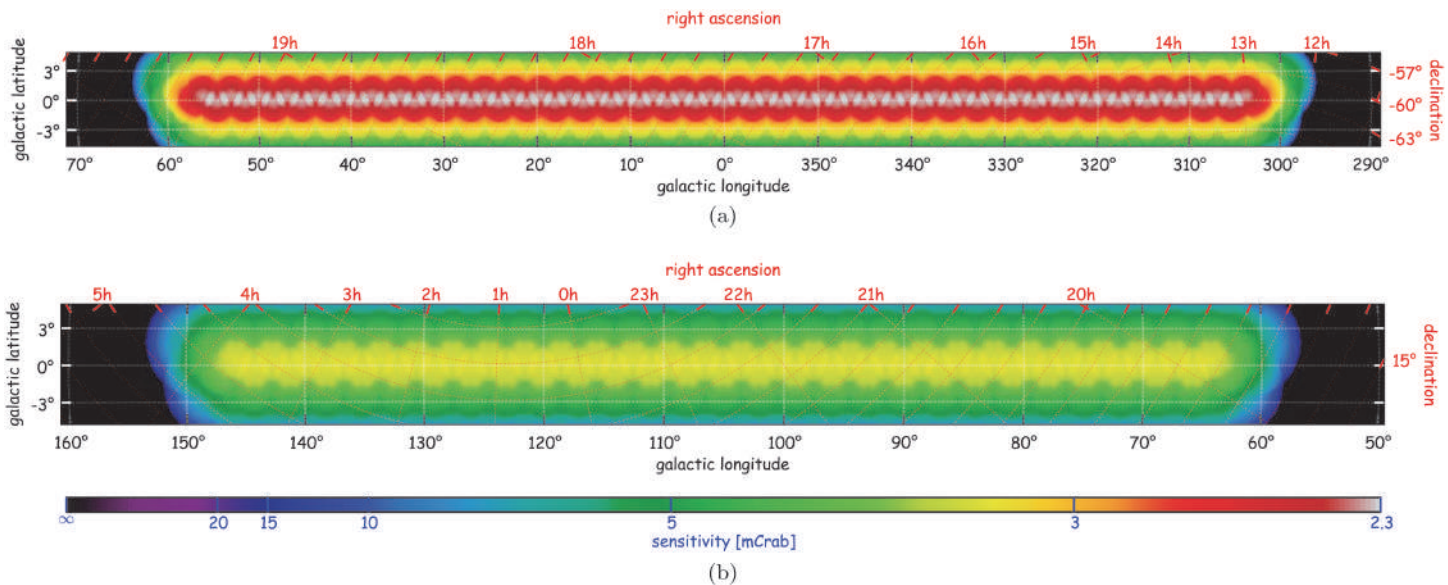 right ascension
19h 18h 17h 16h 15h 14h 13h 12h
galactic latitude
3°
0°
-3°
-57°
-60°
-63°
declination
70° 60° 50° 40° 30° 20° 10° 0° 350° 340° 330° 320° 310° 300° 290°
galactic longitude
(a)
right ascension
5h 4h 3h 2h 1h 0h 23h 22h 21h 20h
galactic latitude
3°
0°
-3°
15°
declination
160° 150° 140° 130° 120° 110° 100° 90° 80° 70° 60° 50°
galactic longitude
∞ 20 15 10 5 3 2.3
sensitivity [mCrab]
(b)